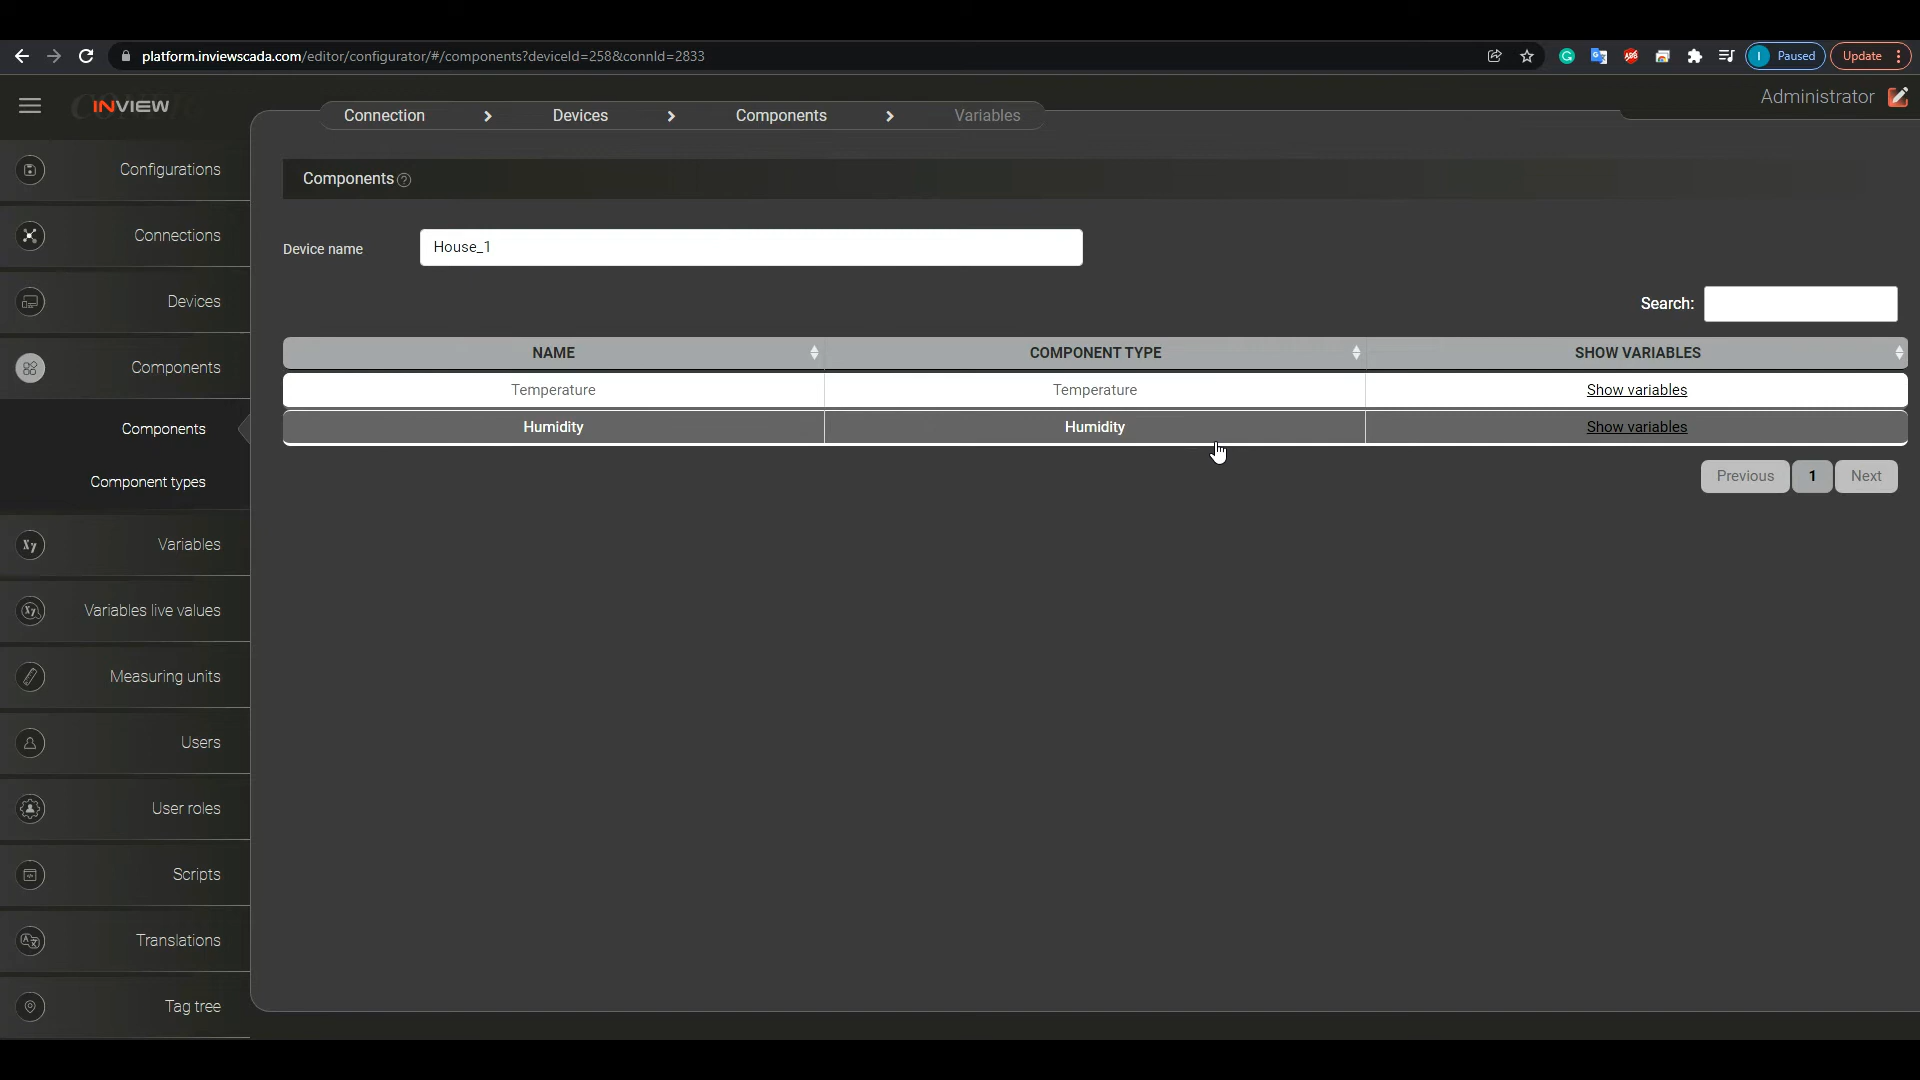 platform.inviewscada.com/editor/configurator/#/components?deviceId=258&connId=2833
Paused
Update
INVIEW
Connection
Devices
Components
Variables
Administrator
Configurations
Connections
Devices
Components
Components
Component types
Variables
Variables live values
Measuring units
Users
User roles
Scripts
Translations
Tag tree
Components ?
Device name House_1
Search:
NAME COMPONENT TYPE SHOW VARIABLES
Temperature Temperature Show variables
Humidity Humidity Show variables
Previous 1 Next